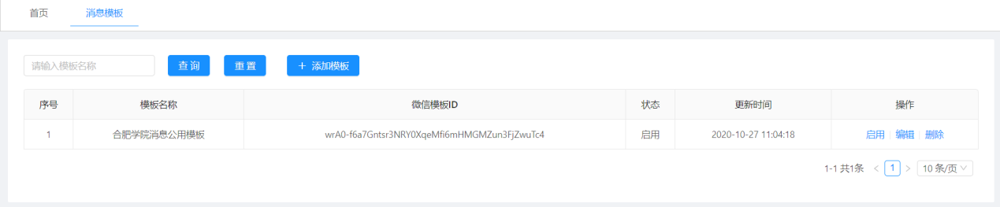 首页 消息模板
请输入模板名称 查询 重置 + 添加模板
序号 模板名称 微信模板ID 状态 更新时间 操作
1 合肥学院消息公用模板 wrA0-f6a7Gntsr3NRY0XqeMfi6mHMGMZun3FjZwuTc4 启用 2020-10-27 11:04:18 启用 编辑 删除
1-1 共1条 < 1 > 10 条/页